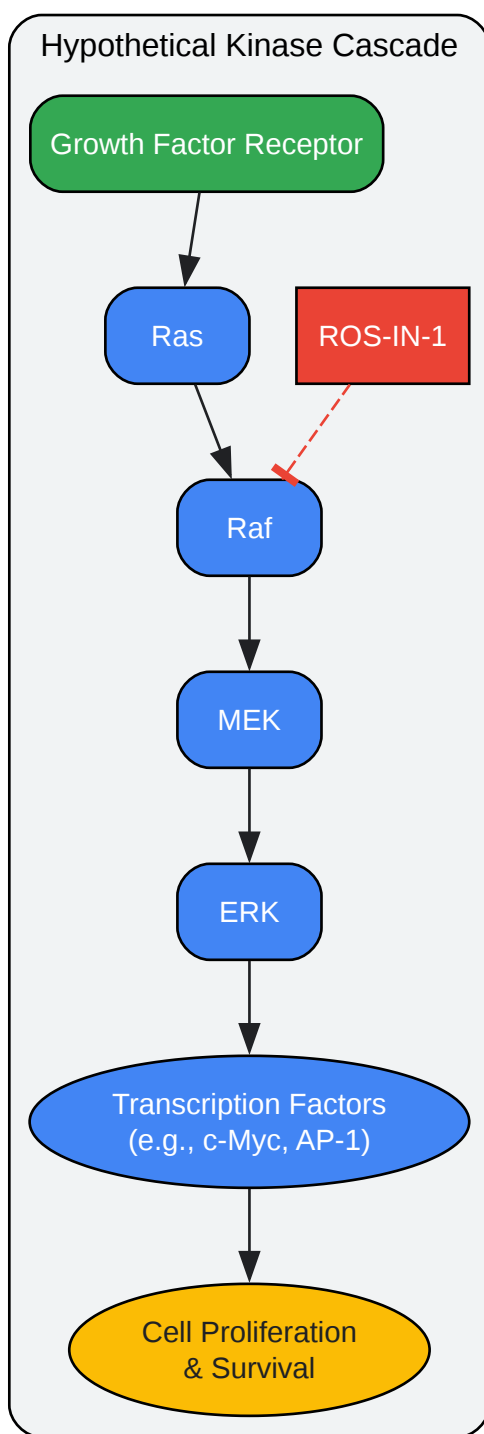 Hypothetical Kinase Cascade
Growth Factor Receptor
Ras
ROS-IN-1
Raf
MEK
ERK
Transcription Factors
(e.g., c-Myc, AP-1)
Cell Proliferation
& Survival